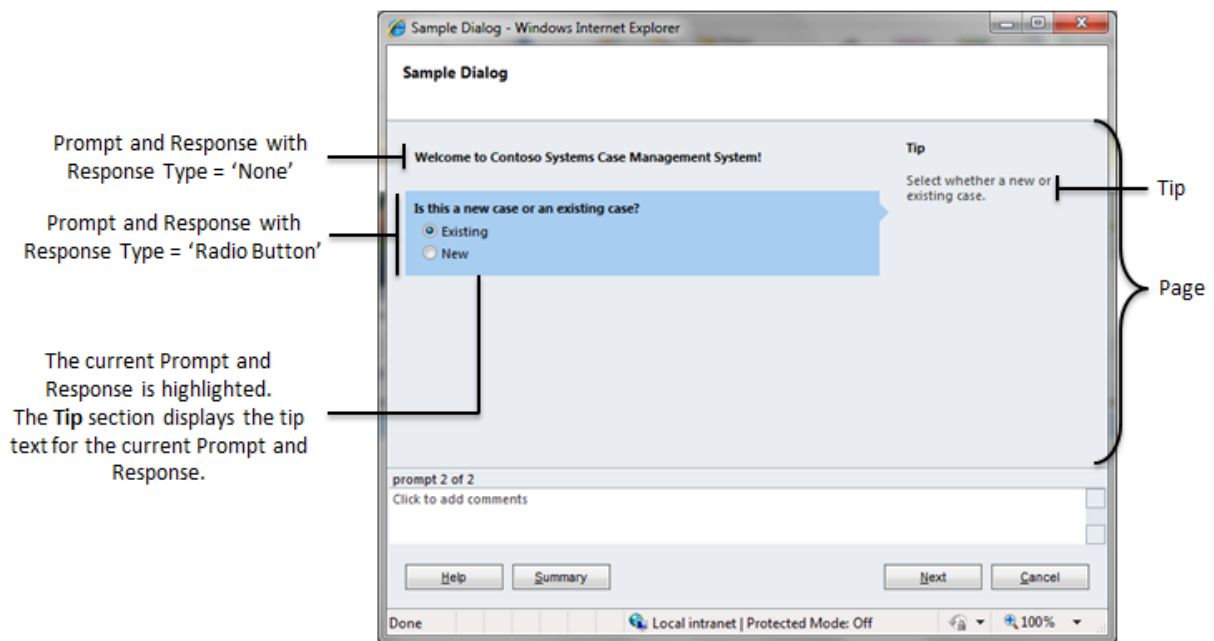 Sample Dialog - Windows Internet Explorer
Sample Dialog
Prompt and Response with
Response Type = ‘None’
Welcome to Contoso Systems Case Management System!
Tip
Select whether a new or
existing case.
Tip
Prompt and Response with
Response Type = ‘Radio Button’
Is this a new case or an existing case?
Existing
New
Page
The current Prompt and
Response is highlighted.
The Tip section displays the tip
text for the current Prompt and
Response.
prompt 2 of 2
Click to add comments
Help
Summary
Next
Cancel
Done
Local intranet | Protected Mode: Off
100%